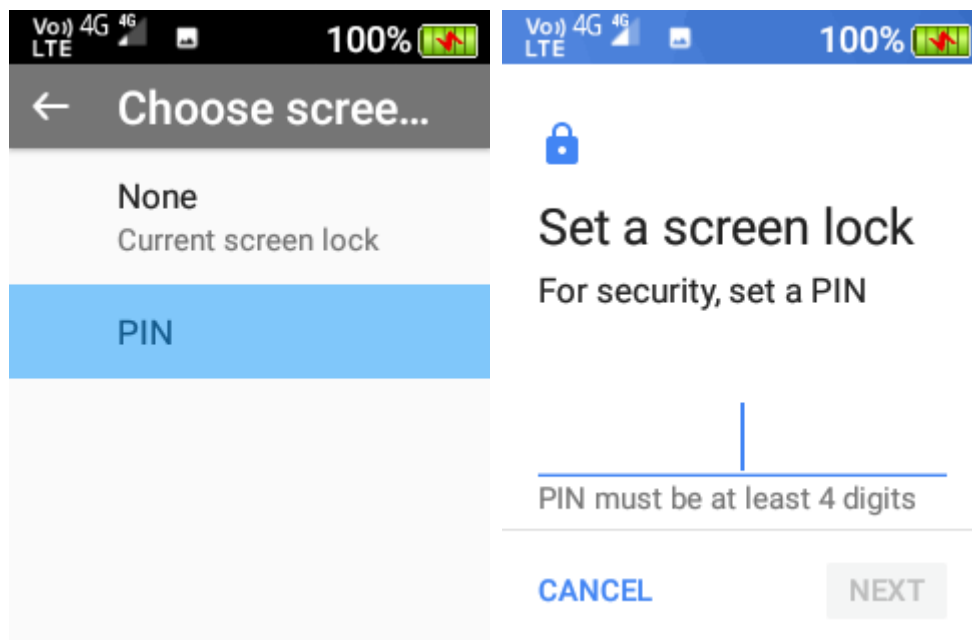 Vo)) 4G 4G
LTE
100%
Choose scree...
None
Current screen lock
PIN
Vo)) 4G 4G
LTE
100%
Set a screen lock
For security, set a PIN
PIN must be at least 4 digits
CANCEL
NEXT